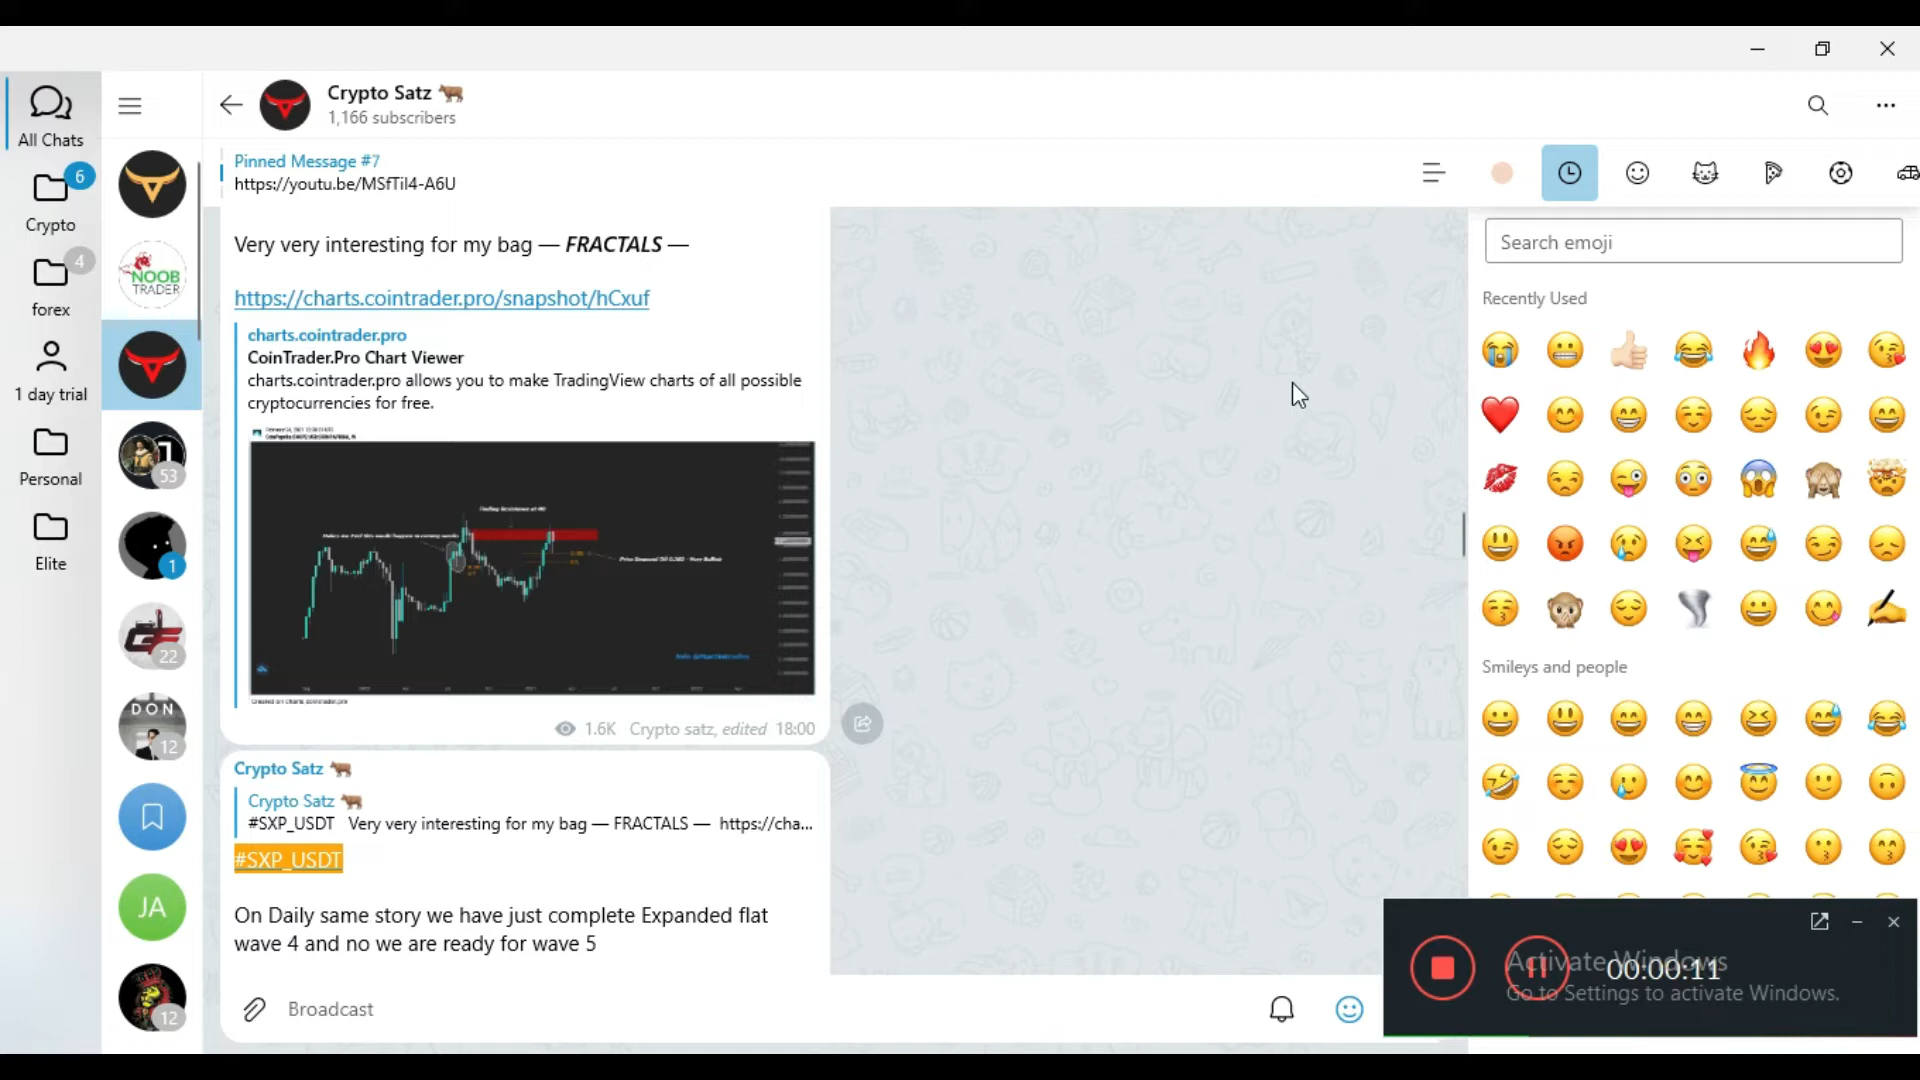 All Chats
6
Crypto
4
forex
1 day trial
Personal
Elite
NOOB
TRADER
53
1
22
DON
12
JA
12
Crypto Satz
1,166 subscribers
Pinned Message #7
https://youtu.be/MSfTil4-A6U
Very very interesting for my bag — FRACTALS —
https://charts.cointrader.pro/snapshot/hCxuf
charts.cointrader.pro
CoinTrader.Pro Chart Viewer
charts.cointrader.pro allows you to make TradingView charts of all possible
cryptocurrencies for free.
1.6K Crypto satz, edited 18:00
Crypto Satz
Crypto Satz
#SXP_USDT Very very interesting for my bag — FRACTALS — https://cha...
#SXP_USDT
On Daily same story we have just complete Expanded flat
wave 4 and no we are ready for wave 5
Broadcast
Search emoji
Recently Used
Smileys and people
Activate Windows
00:00:11
Go to Settings to activate Windows.